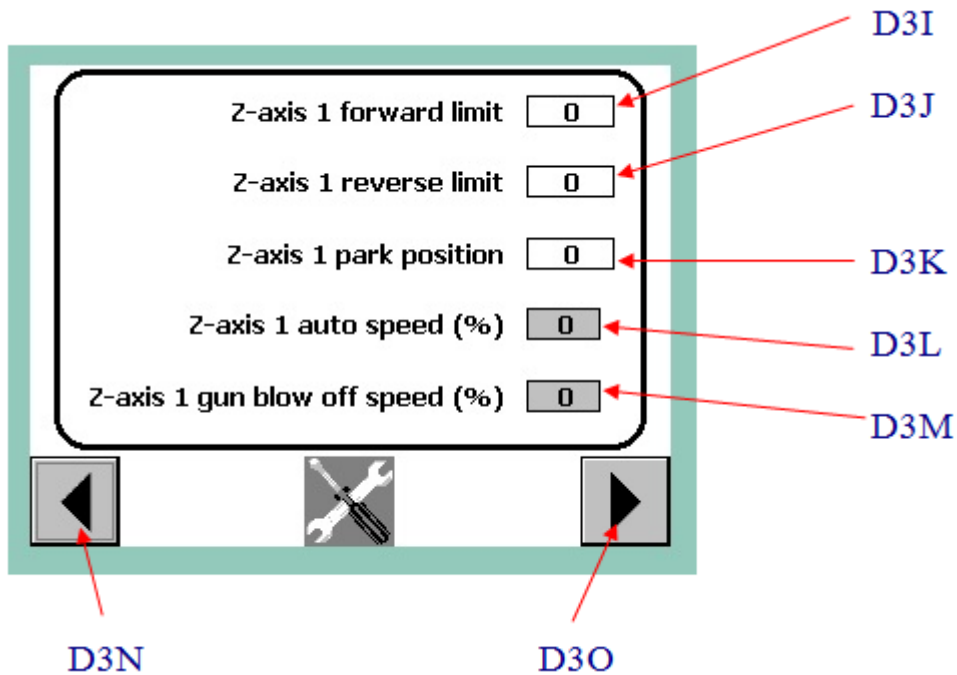 D3I
Z-axis 1 forward limit 0
D3J
Z-axis 1 reverse limit 0
Z-axis 1 park position 0
D3K
Z-axis 1 auto speed (%) 0
D3L
Z-axis 1 gun blow off speed (%) 0
D3M
D3N D3O